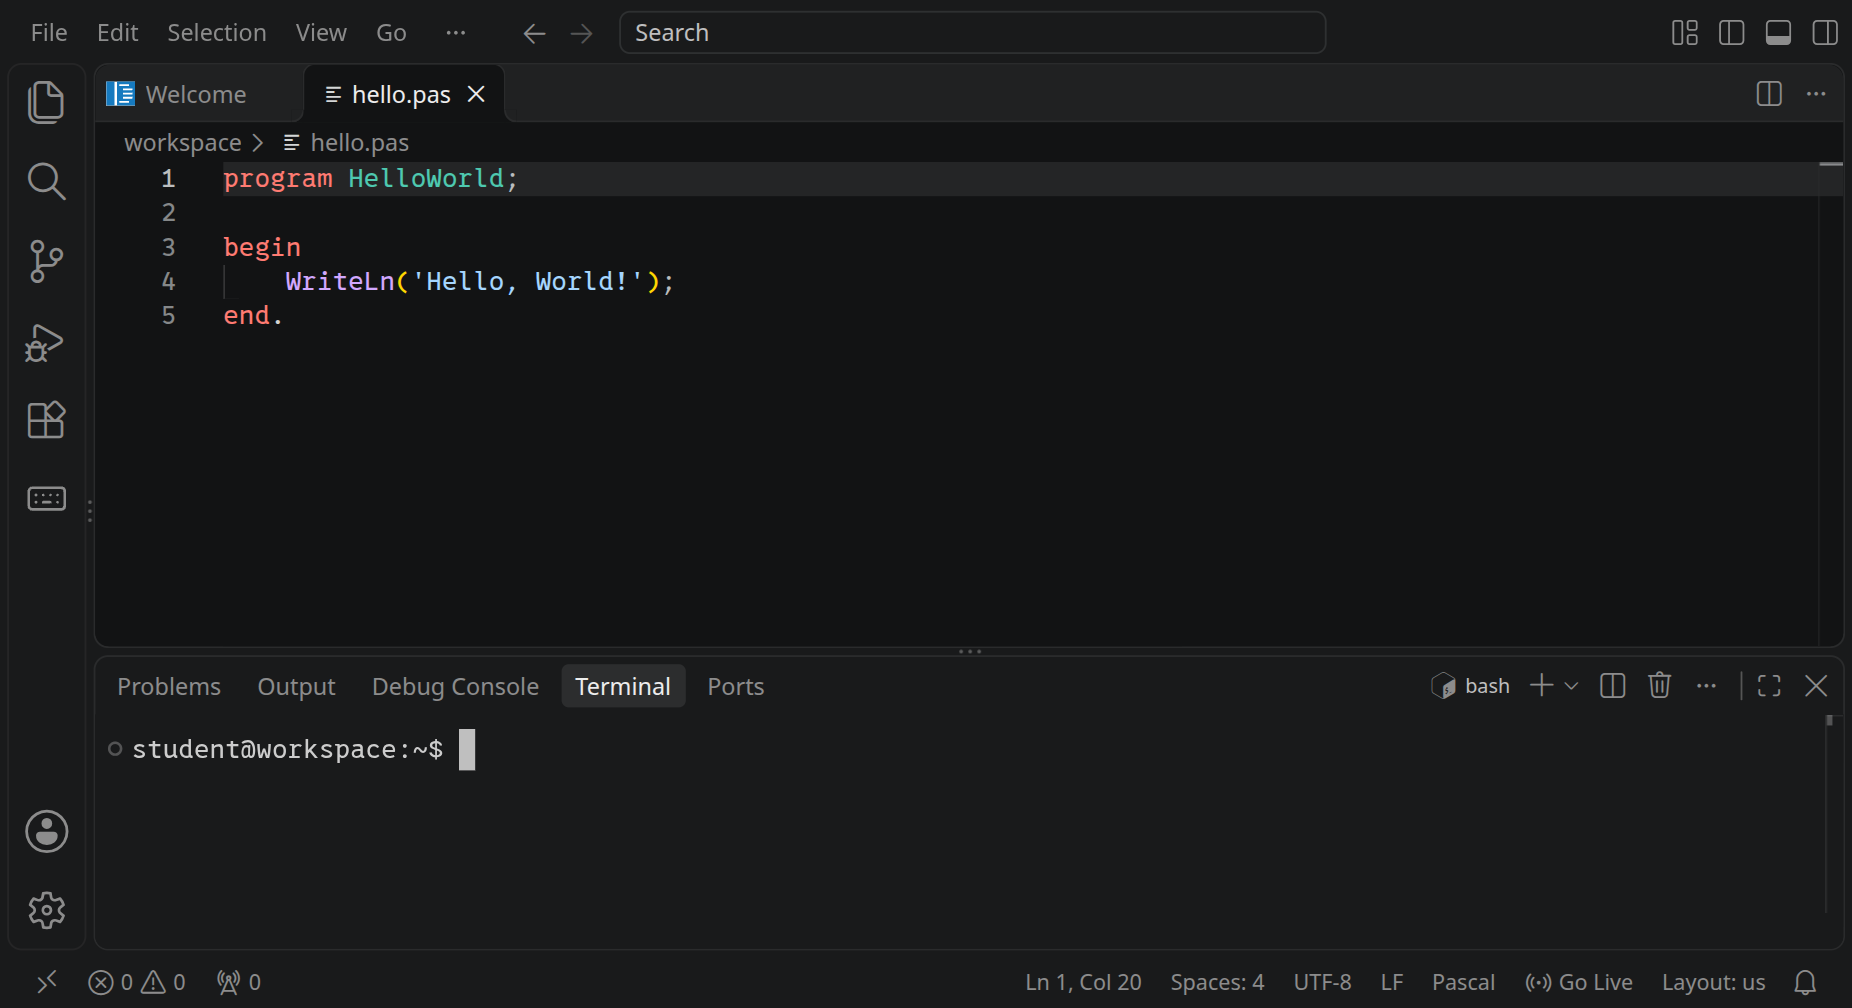 File Edit Selection View Go ··· Search
Welcome hello.pas
workspace > hello.pas
1 program HelloWorld;
2
3 begin
4     WriteLn('Hello, World!');
5 end.
Problems Output Debug Console Terminal Ports bash
student@workspace:~$
0 0 0 Ln 1, Col 20 Spaces: 4 UTF-8 LF Pascal Go Live Layout: us